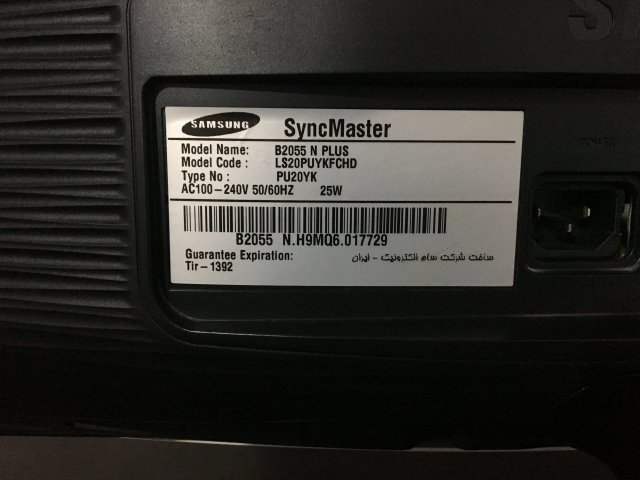 SAMSUNG SyncMaster
Model Name: B2055 N PLUS
Model Code : LS20PUYKFCHD
Type No : PU20YK
AC100-240V 50/60HZ 25W
B2055 N.H9MQ6.017729
Guarantee Expiration:
Tir-1392
ساخت شرکت سام الکترونیک - ایران
POWER